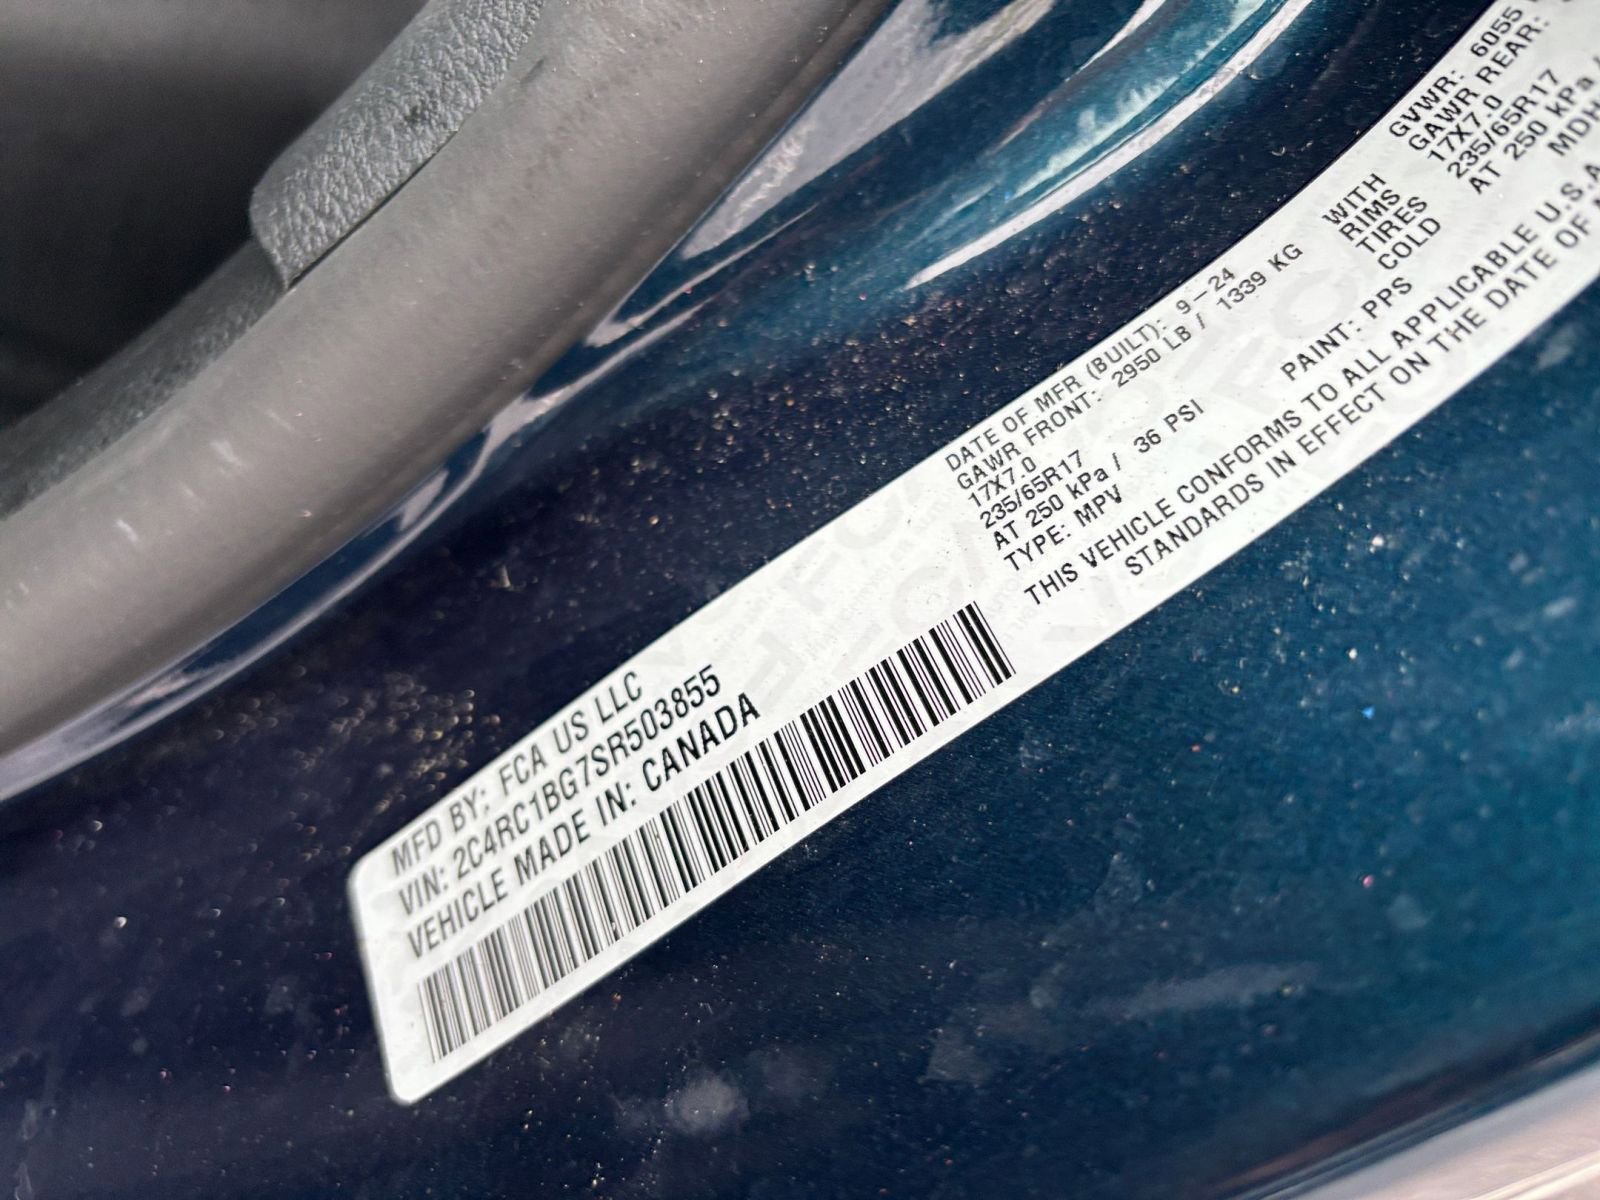 MFD BY: FCA US LLC
VIN: 2C4RC1BG7SR503855
VEHICLE MADE IN: CANADA
DATE OF MFR (BUILT): 9-24
GAWR FRONT: 2950 LB / 1339 KG
17X7.0
235/65R17
AT 250 kPa / 36 PSI
TYPE: MPV
WITH
RIMS
TIRES
COLD
PAINT: PPS
GVWR: 6055
GAWR REAR:
17X7.0
235/65R17
AT 250 kPa /
MDH
THIS VEHICLE CONFORMS TO ALL APPLICABLE U.S.A.
STANDARDS IN EFFECT ON THE DATE OF